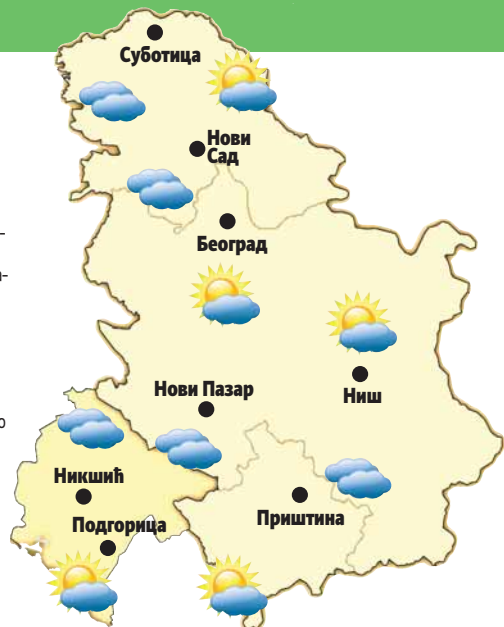 Суботица
Нови
Сад
Београд
Ниш
Нови Пазар
Никшић
Приштина
Подгорица